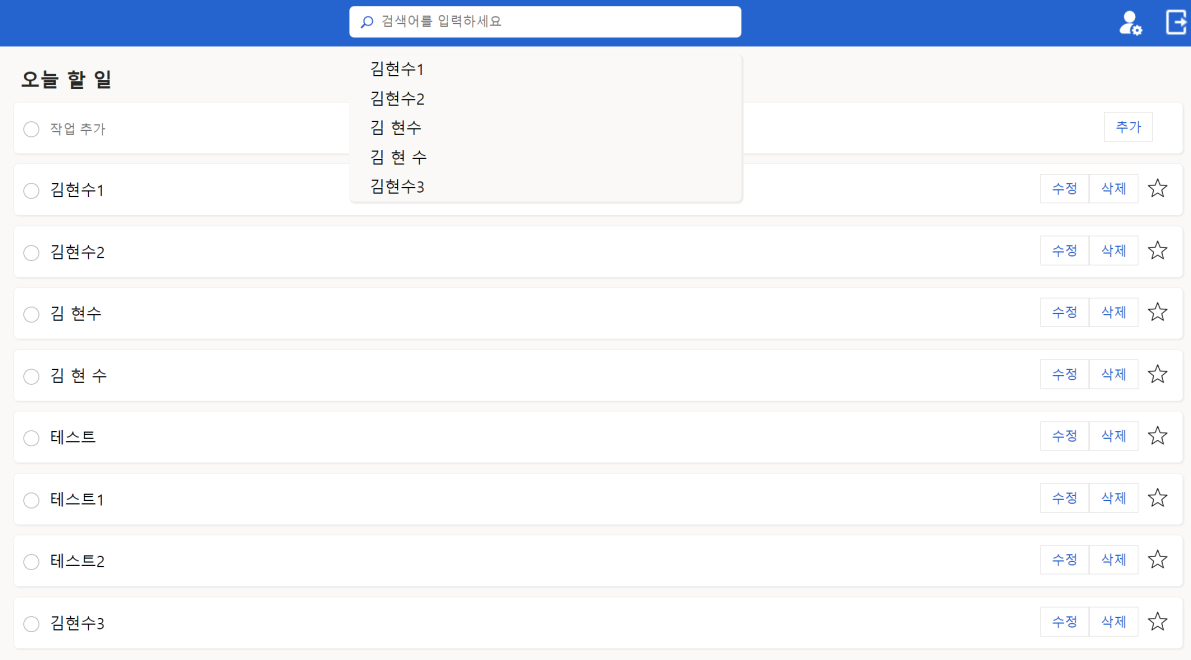 검색어를 입력하세요
김현수1
김현수2
김 현수
김 현 수
김현수3
오늘 할 일
작업 추가 추가
김현수1 수정 삭제
김현수2 수정 삭제
김 현수 수정 삭제
김 현 수 수정 삭제
테스트 수정 삭제
테스트1 수정 삭제
테스트2 수정 삭제
김현수3 수정 삭제